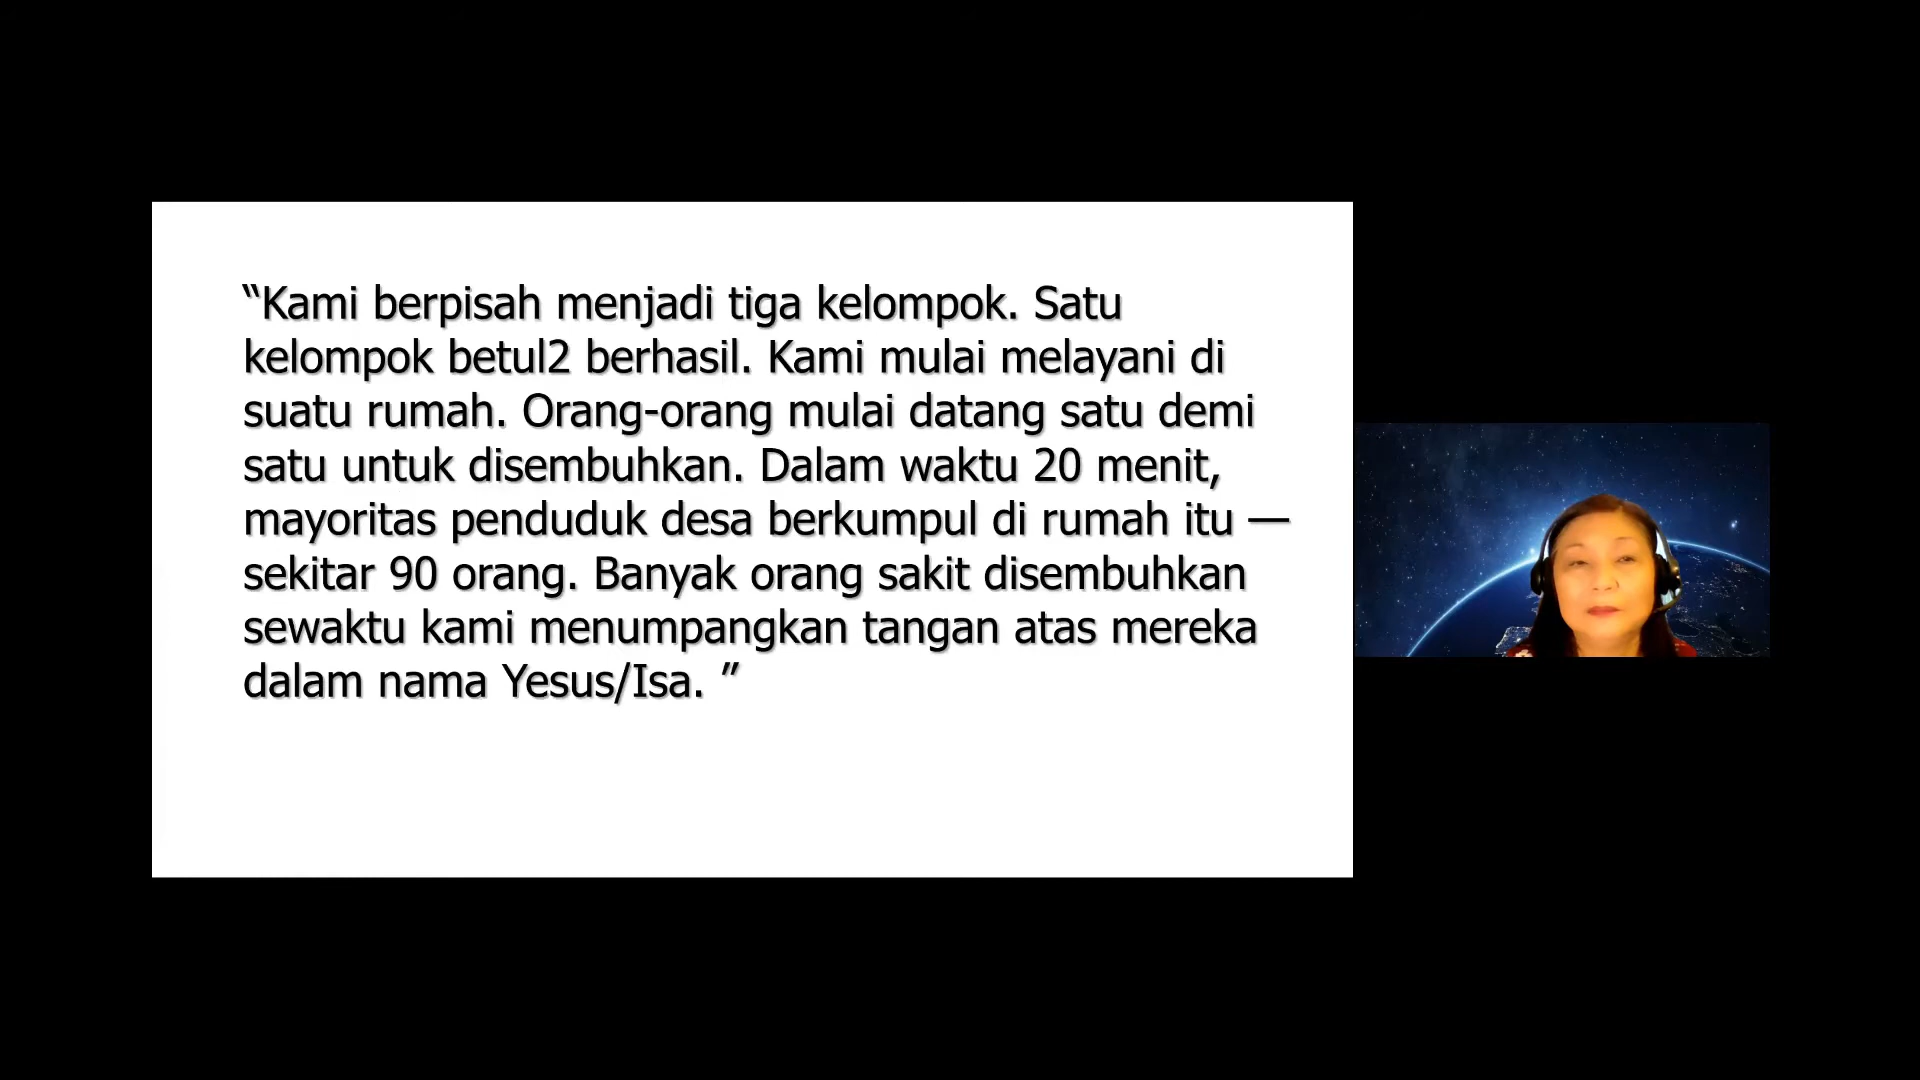 “Kami berpisah menjadi tiga kelompok. Satu
kelompok betul2 berhasil. Kami mulai melayani di
suatu rumah. Orang-orang mulai datang satu demi
satu untuk disembuhkan. Dalam waktu 20 menit,
mayoritas penduduk desa berkumpul di rumah itu —
sekitar 90 orang. Banyak orang sakit disembuhkan
sewaktu kami menumpangkan tangan atas mereka
dalam nama Yesus/Isa. ”